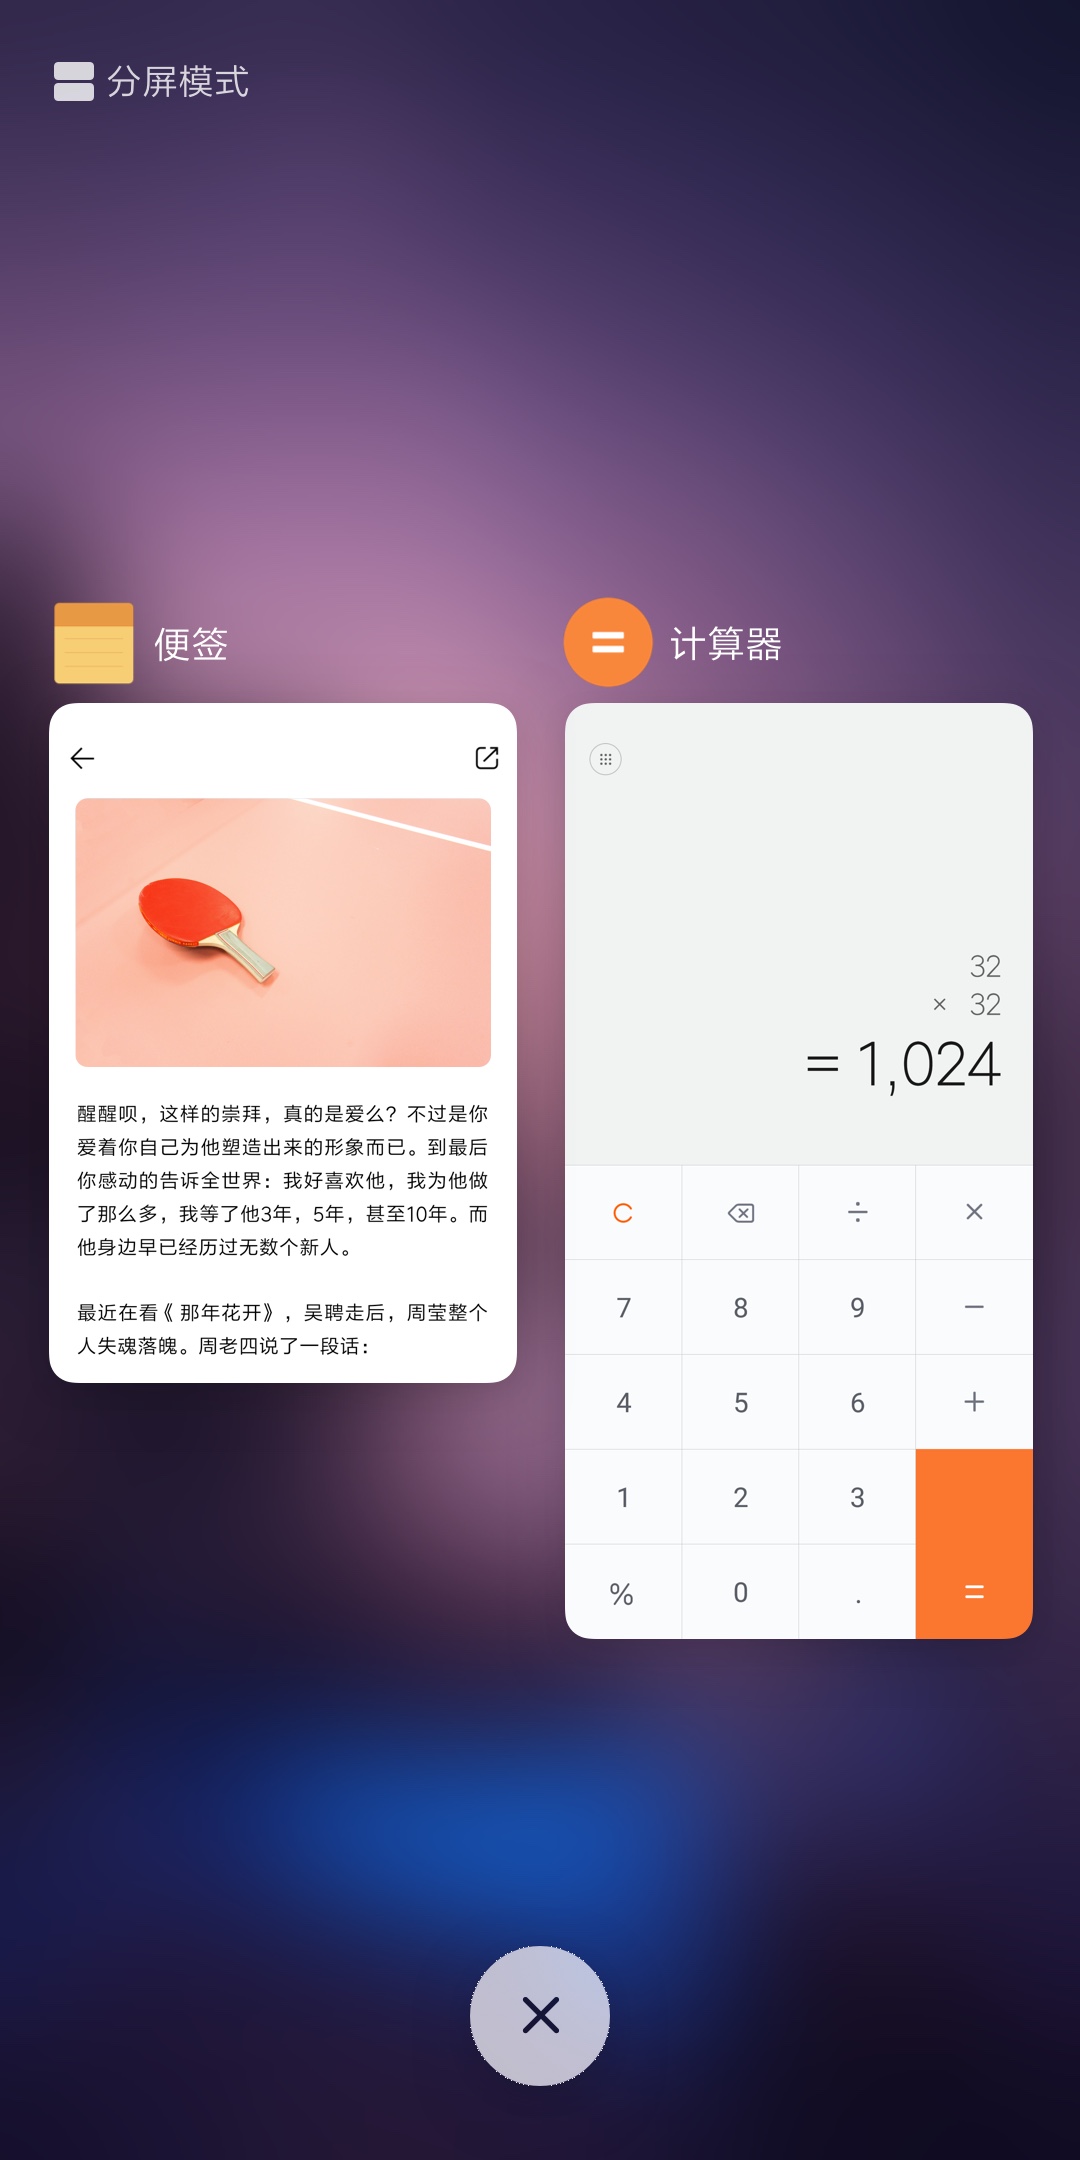 分屏模式
便签
醒醒呗，这样的崇拜，真的是爱么？不过是你
爱着你自己为他塑造出来的形象而已。到最后
你感动的告诉全世界：我好喜欢他，我为他做
了那么多，我等了他3年，5年，甚至10年。而
他身边早已经历过无数个新人。
最近在看《那年花开》，吴聘走后，周莹整个
人失魂落魄。周老四说了一段话：
计算器
32
× 32
= 1,024
C ÷ ×
7 8 9 −
4 5 6 +
1 2 3
% 0 . =